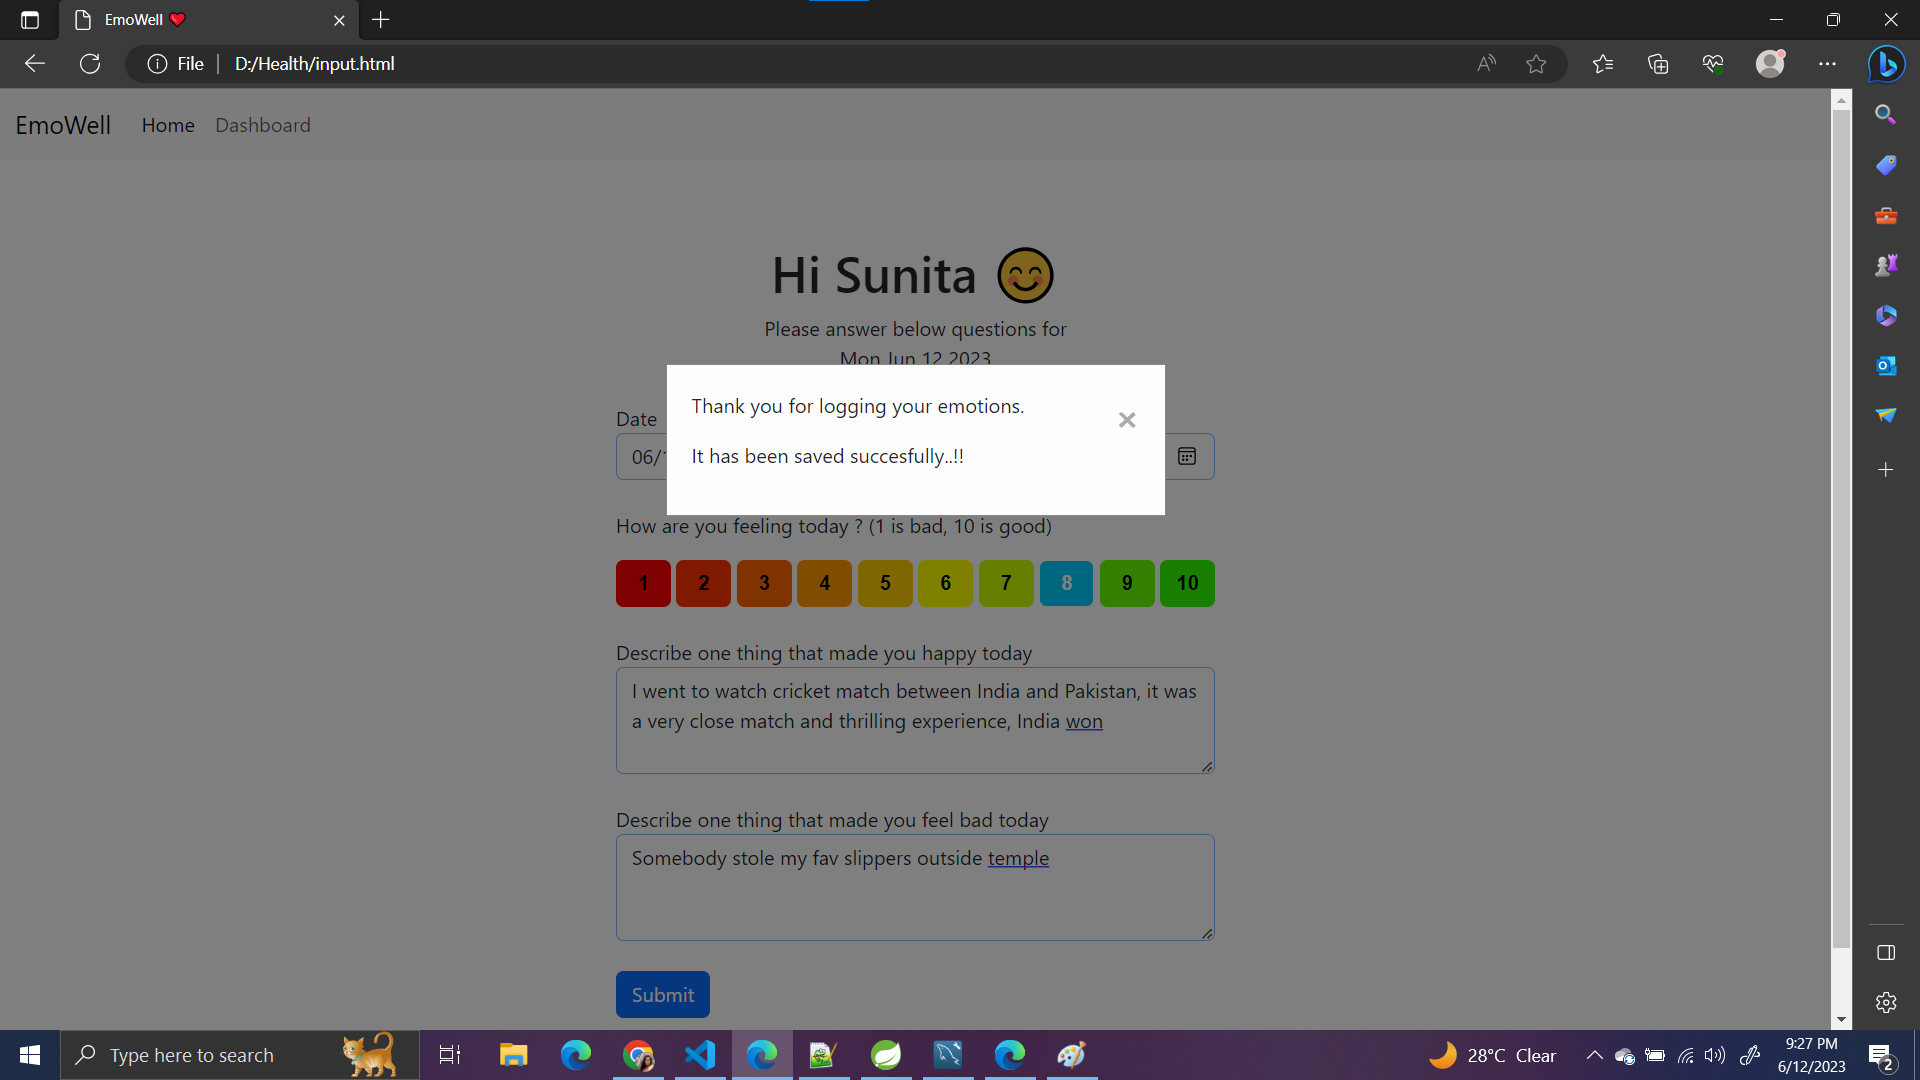 EmoWell
File
D:/Health/input.html
EmoWell
Home
Dashboard
Hi Sunita
Please answer below questions for
Mon Jun 12 2023
Thank you for logging your emotions.
It has been saved succesfully..!!
Date
06/1
How are you feeling today ? (1 is bad, 10 is good)
1 2 3 4 5 6 7 8 9 10
Describe one thing that made you happy today
I went to watch cricket match between India and Pakistan, it was
a very close match and thrilling experience, India won
Describe one thing that made you feel bad today
Somebody stole my fav slippers outside temple
Submit
Type here to search
28°C Clear
9:27 PM
6/12/2023
2